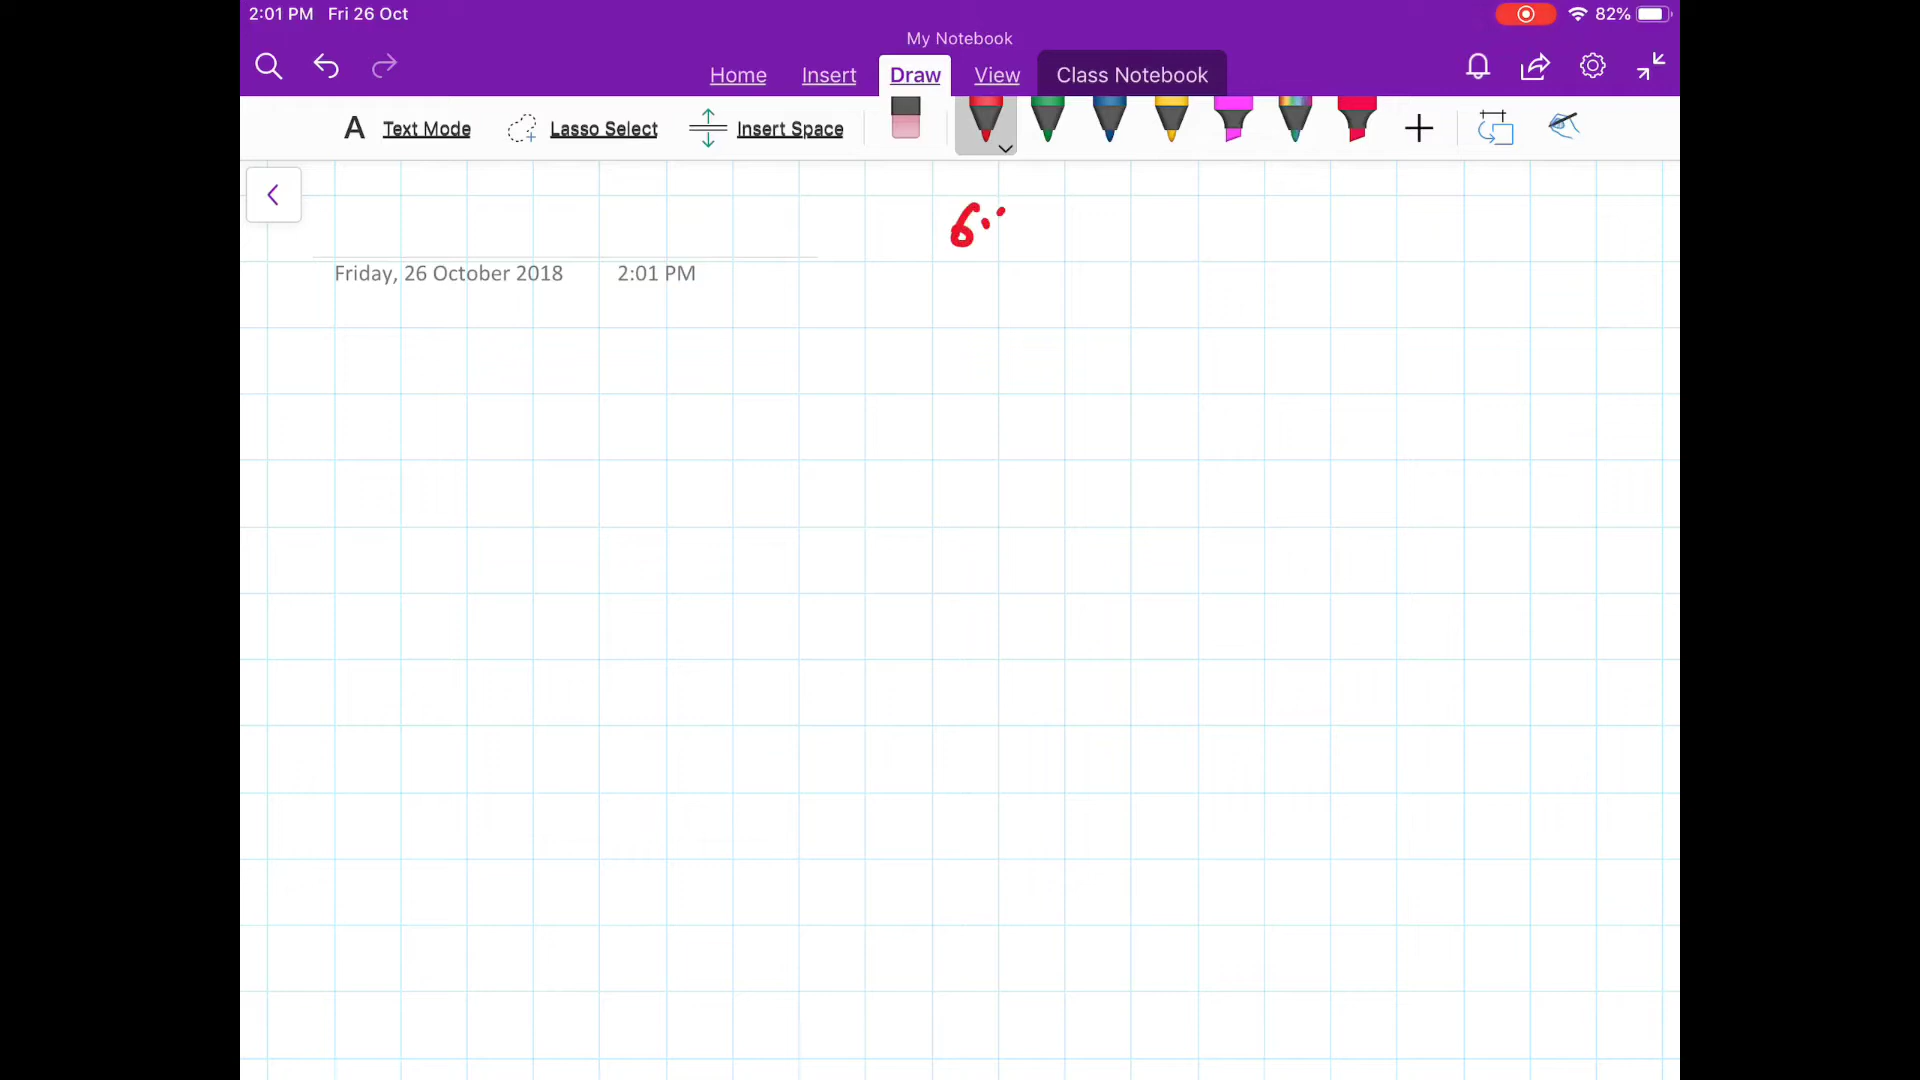 2:01 PM Fri 26 Oct 82%
My Notebook
Home Insert Draw View Class Notebook
A Text Mode Lasso Select Insert Space
6.
Friday, 26 October 2018 2:01 PM